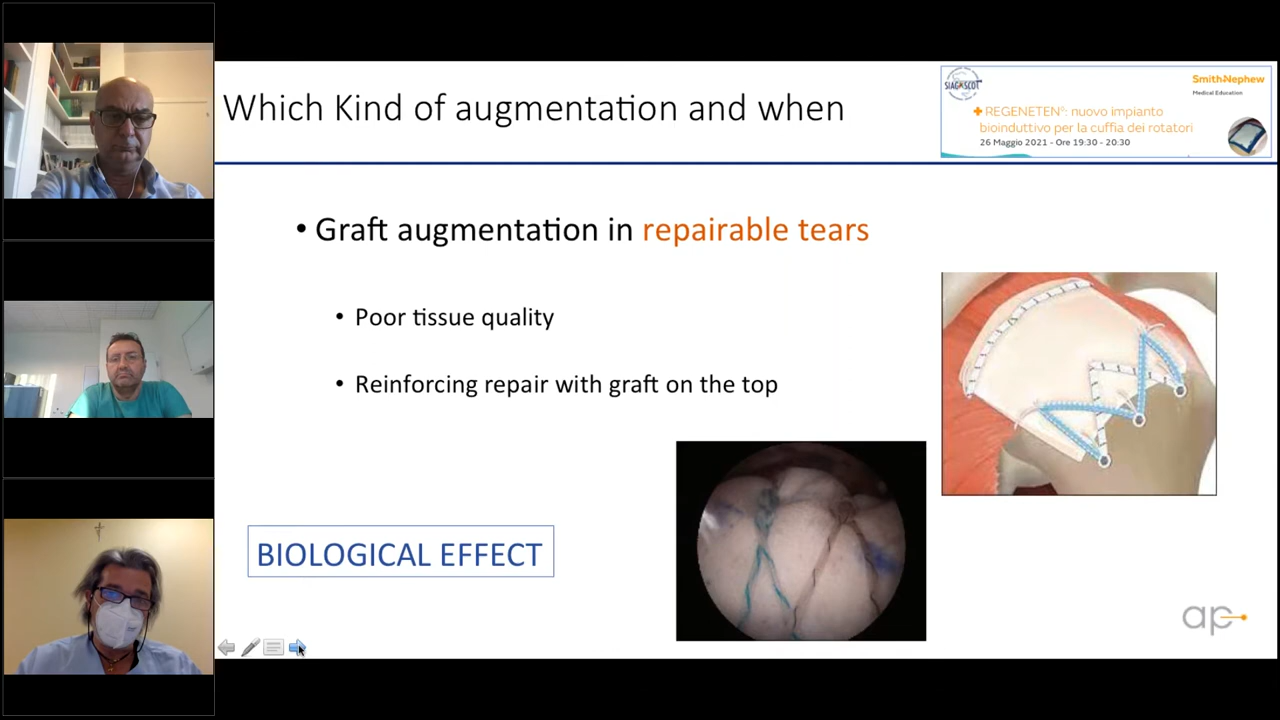 Which Kind of augmentation and when
SIAGASCOT
Smith+Nephew
Medical Education
REGENETEN◊: nuovo impianto
bioinduttivo per la cuffia dei rotatori
26 Maggio 2021 - Ore 19:30 - 20:30
• Graft augmentation in repairable tears
• Poor tissue quality
• Reinforcing repair with graft on the top
BIOLOGICAL EFFECT
ap